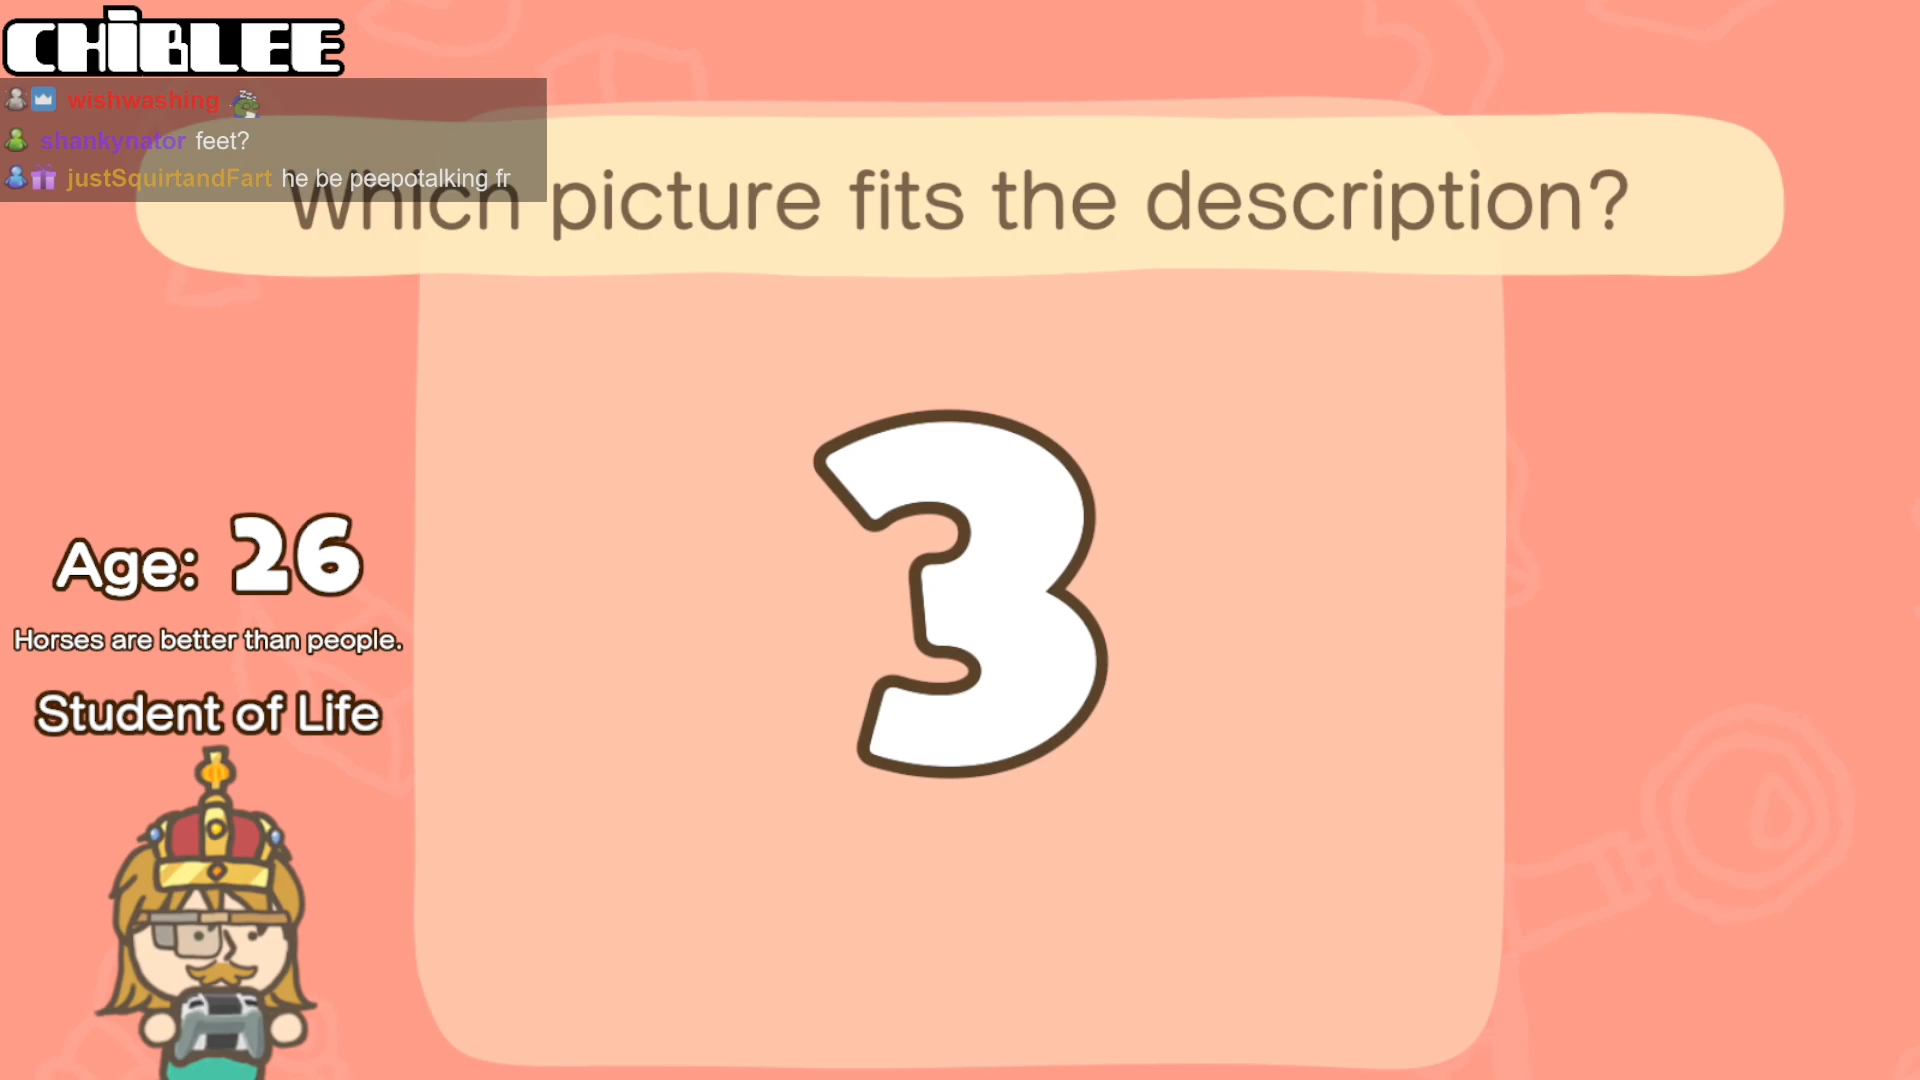 CHiBLEE
wishwashing
shankynator feet?
justSquirtandFart he be peepotalking fr
Which picture fits the description?
3
Age: 26
Horses are better than people.
Student of Life